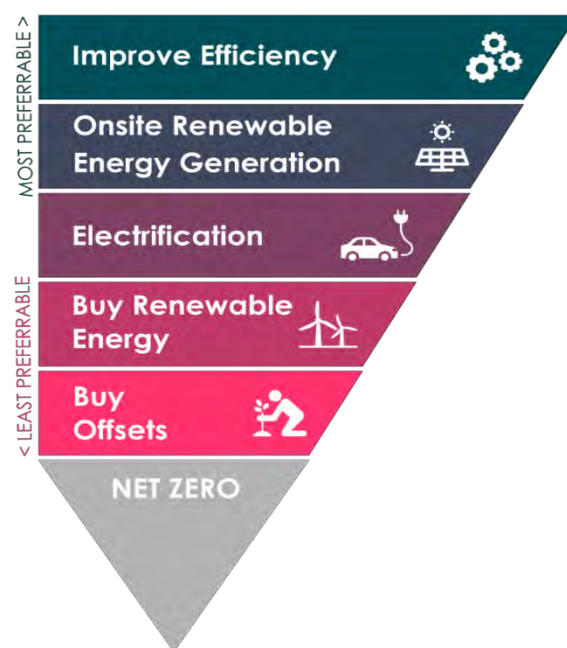 MOST PREFERRABLE >
< LEAST PREFERRABLE
Improve Efficiency
Onsite Renewable
Energy Generation
Electrification
Buy Renewable
Energy
Buy
Offsets
NET ZERO